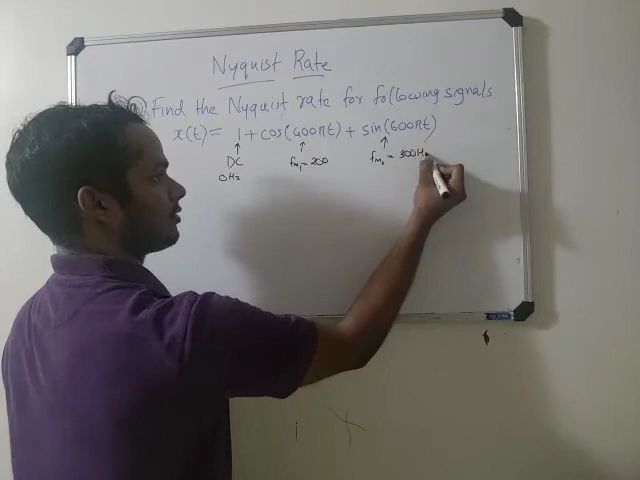 Nyquist Rate
Find the Nyquist rate for following signals
x(t) = 1 + cos(400πt) + sin(600πt)
↑ ↑ ↑
DC fm₁ = 200 fm₂ = 300Hz
0Hz